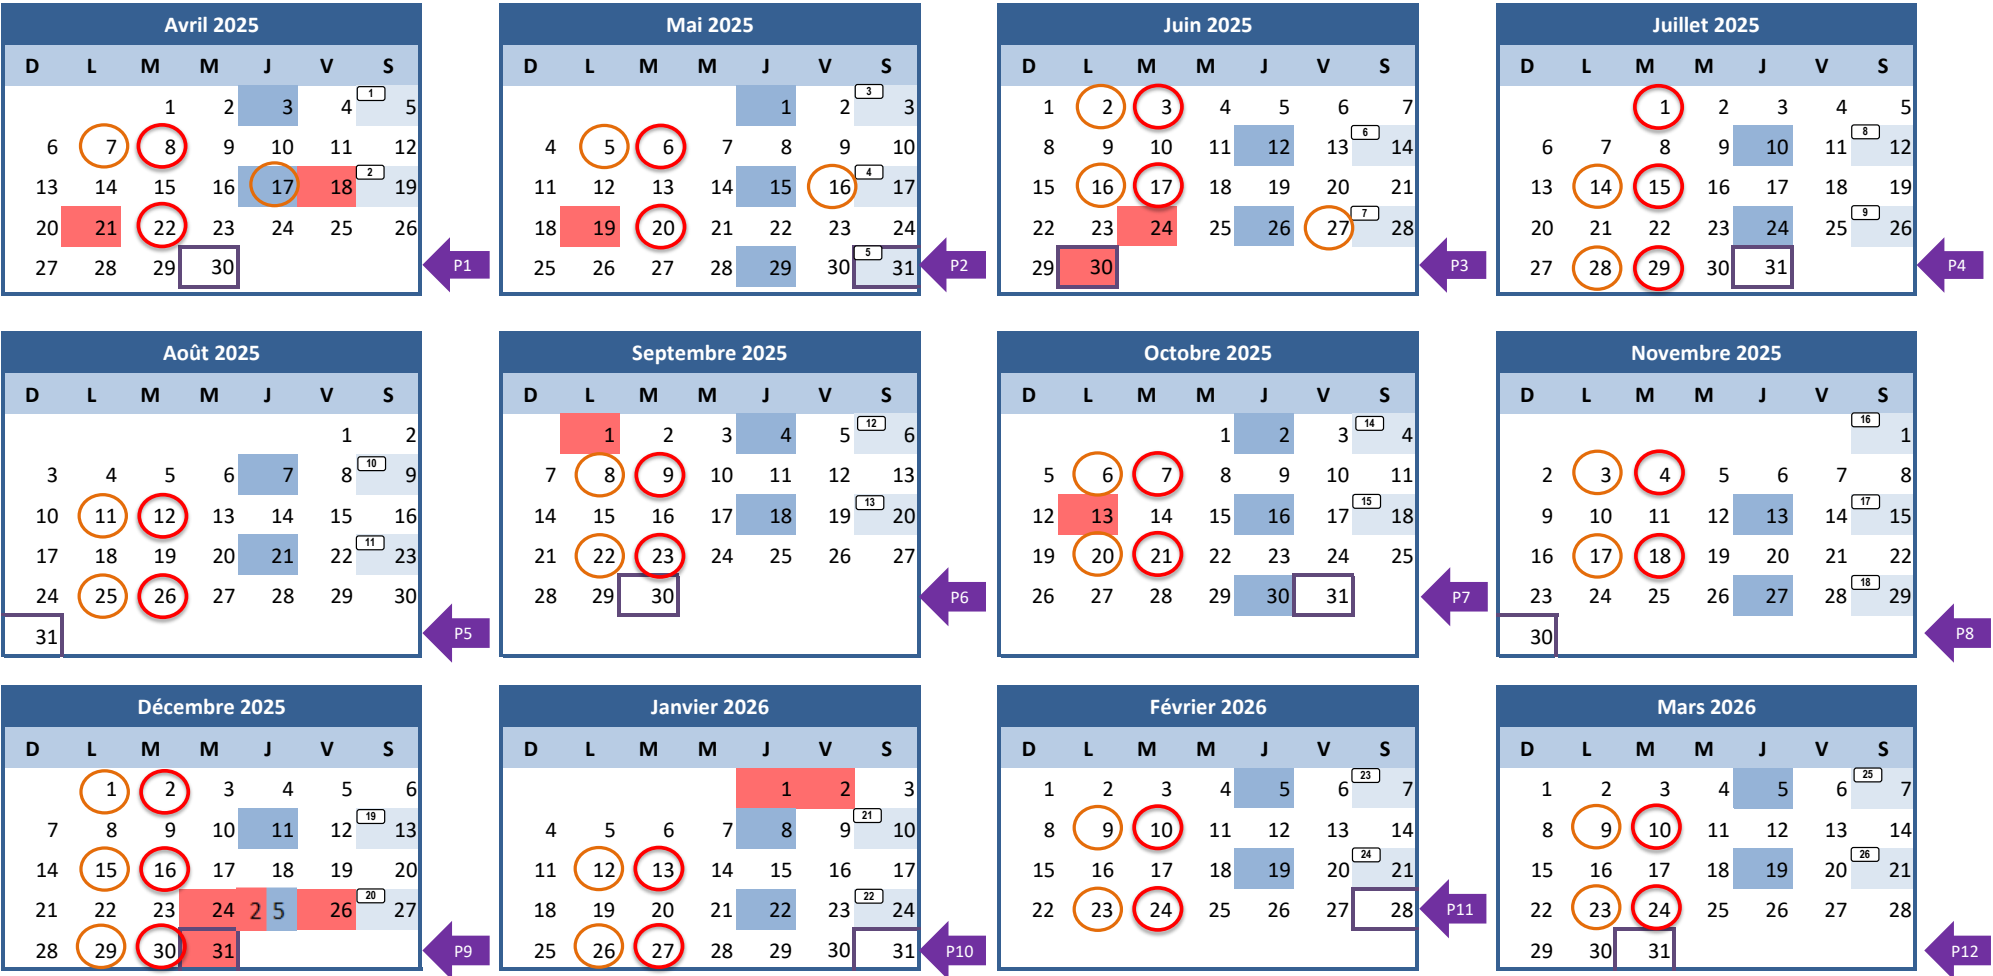 Avril 2025
D L M M J V S
1 2 3 4 1 5
6 7 8 9 10 11 12
13 14 15 16 17 18 2 19
20 21 22 23 24 25 26
27 28 29 30
P1
Mai 2025
D L M M J V S
1 2 3 3
4 5 6 7 8 9 10
11 12 13 14 15 16 4 17
18 19 20 21 22 23 24
25 26 27 28 29 30 5 31
P2
Juin 2025
D L M M J V S
1 2 3 4 5 6 7
8 9 10 11 12 13 6 14
15 16 17 18 19 20 21
22 23 24 25 26 27 7 28
29 30
P3
Juillet 2025
D L M M J V S
1 2 3 4 5
6 7 8 9 10 11 8 12
13 14 15 16 17 18 19
20 21 22 23 24 25 9 26
27 28 29 30 31
P4
Août 2025
D L M M J V S
1 2
3 4 5 6 7 8 10 9
10 11 12 13 14 15 16
17 18 19 20 21 22 11 23
24 25 26 27 28 29 30
31
P5
Septembre 2025
D L M M J V S
1 2 3 4 5 12 6
7 8 9 10 11 12 13
14 15 16 17 18 19 13 20
21 22 23 24 25 26 27
28 29 30
P6
Octobre 2025
D L M M J V S
1 2 3 14 4
5 6 7 8 9 10 11
12 13 14 15 16 17 15 18
19 20 21 22 23 24 25
26 27 28 29 30 31
P7
Novembre 2025
D L M M J V S
16 1
2 3 4 5 6 7 8
9 10 11 12 13 14 17 15
16 17 18 19 20 21 22
23 24 25 26 27 28 18 29
30
P8
Décembre 2025
D L M M J V S
1 2 3 4 5 6
7 8 9 10 11 12 19 13
14 15 16 17 18 19 20
21 22 23 24 2 5 26 20 27
28 29 30 31
P9
Janvier 2026
D L M M J V S
1 2 3
4 5 6 7 8 9 21 10
11 12 13 14 15 16 17
18 19 20 21 22 23 22 24
25 26 27 28 29 30 31
P10
Février 2026
D L M M J V S
1 2 3 4 5 6 23 7
8 9 10 11 12 13 14
15 16 17 18 19 20 24 21
22 23 24 25 26 27 28
P11
Mars 2026
D L M M J V S
1 2 3 4 5 6 25 7
8 9 10 11 12 13 14
15 16 17 18 19 20 26 21
22 23 24 25 26 27 28
29 30 31
P12